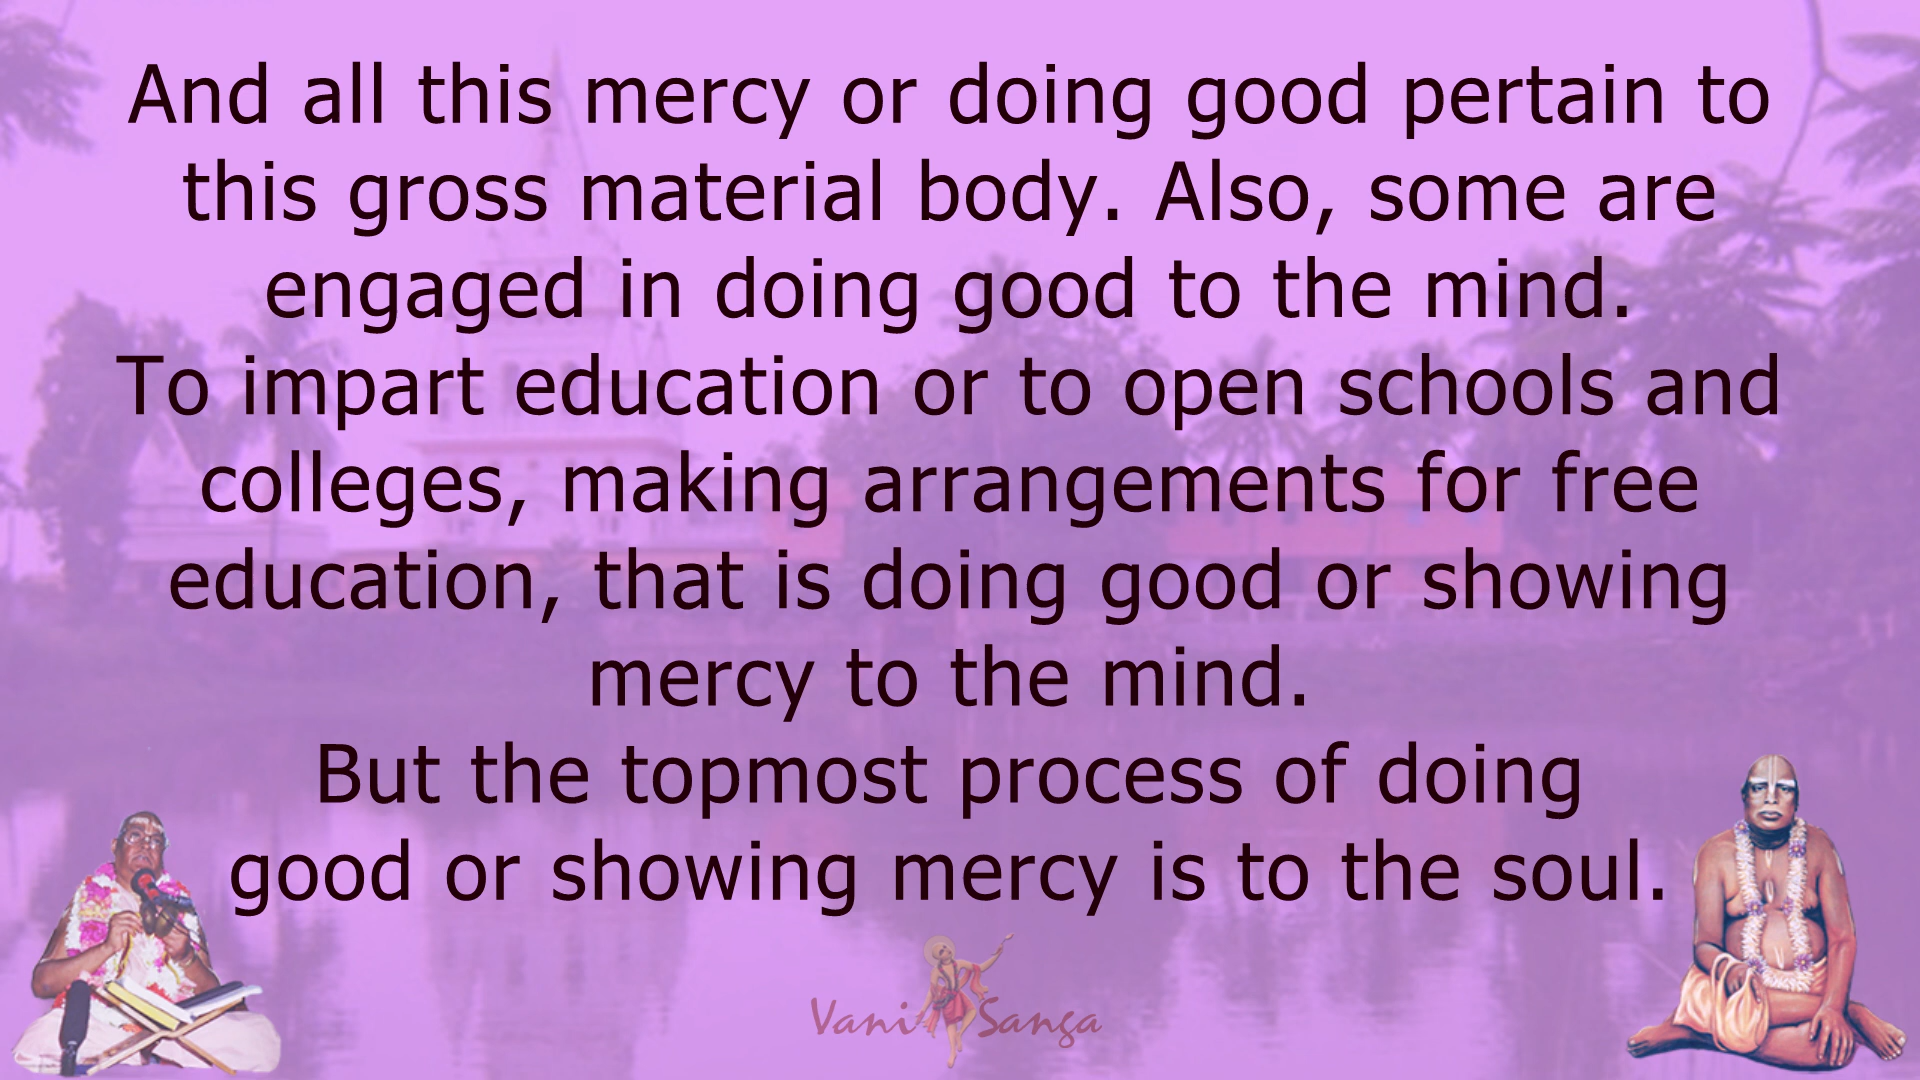 And all this mercy or doing good pertain to
this gross material body. Also, some are
engaged in doing good to the mind.
To impart education or to open schools and
colleges, making arrangements for free
education, that is doing good or showing
mercy to the mind.
But the topmost process of doing
good or showing mercy is to the soul.
Vani Sanga